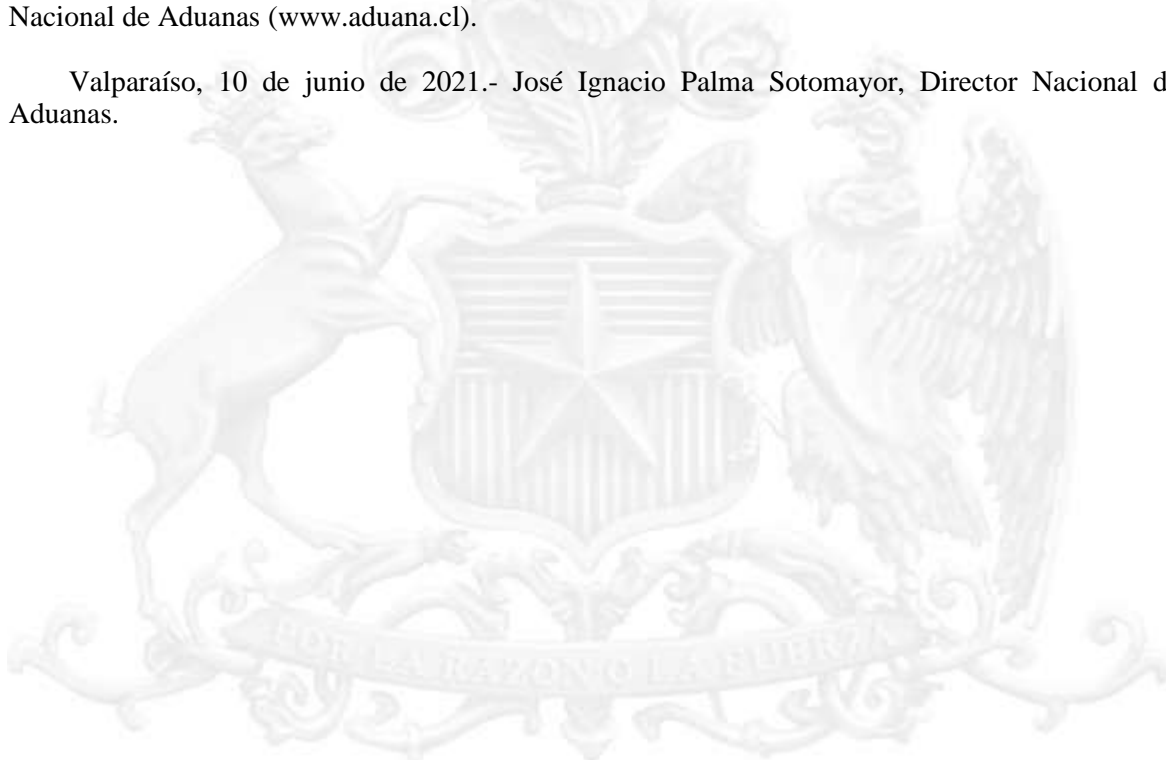 Nacional de Aduanas (www.aduana.cl).
Valparaíso, 10 de junio de 2021.- José Ignacio Palma Sotomayor, Director Nacional d
Aduanas.
POR LA RAZON O LA FUERZA